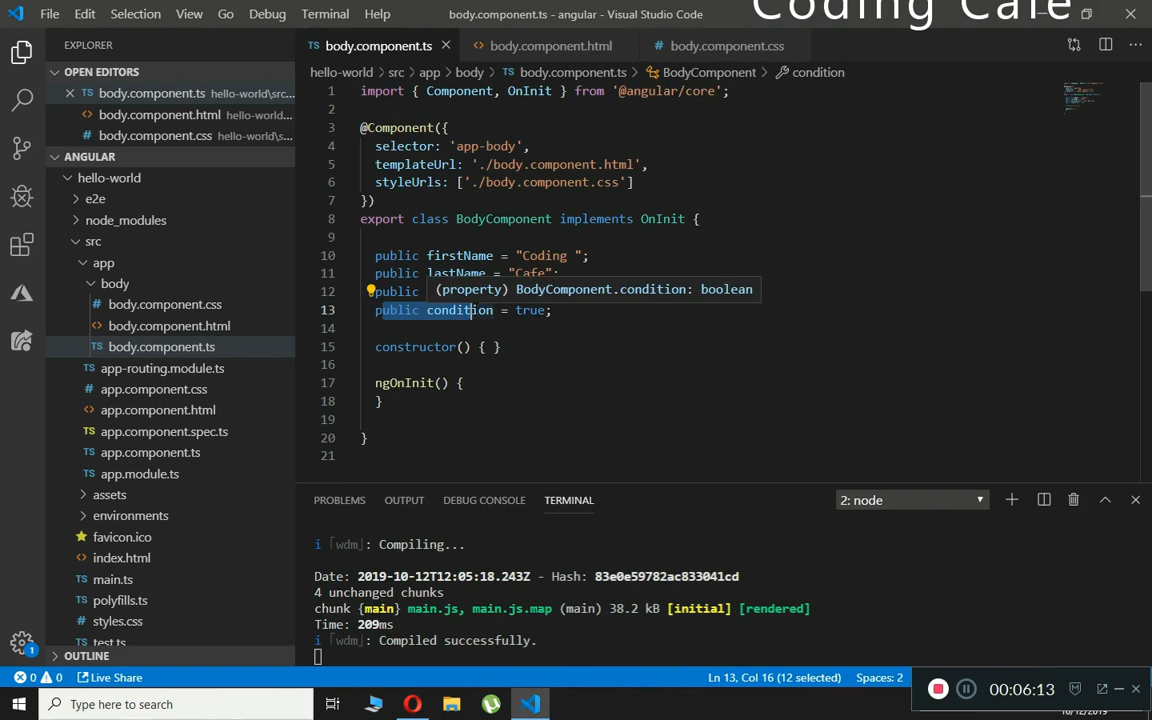 File Edit Selection View Go Debug Terminal Help body.component.ts - angular - Visual Studio Code
Coding Cafe
EXPLORER
OPEN EDITORS
body.component.ts hello-world\src...
body.component.html hello-world...
body.component.css hello-world\s...
ANGULAR
hello-world
e2e
node_modules
src
app
body
body.component.css
body.component.html
body.component.ts
app-routing.module.ts
app.component.css
app.component.html
app.component.spec.ts
app.component.ts
app.module.ts
assets
environments
favicon.ico
index.html
main.ts
polyfills.ts
styles.css
test.ts
OUTLINE
body.component.ts body.component.html body.component.css
hello-world > src > app > body > body.component.ts > BodyComponent > condition
1 import { Component, OnInit } from '@angular/core';
2
3 @Component({
4 selector: 'app-body',
5 templateUrl: './body.component.html',
6 styleUrls: ['./body.component.css']
7 })
8 export class BodyComponent implements OnInit {
9
10 public firstName = "Coding ";
11 public lastName = "Cafe";
12 public
(property) BodyComponent.condition: boolean
13 public condition = true;
14
15 constructor() { }
16
17 ngOnInit() {
18 }
19
20 }
21
PROBLEMS OUTPUT DEBUG CONSOLE TERMINAL 2: node
i ｢wdm｣: Compiling...
Date: 2019-10-12T12:05:18.243Z - Hash: 83e0e59782ac833041cd
4 unchanged chunks
chunk {main} main.js, main.js.map (main) 38.2 kB [initial] [rendered]
Time: 209ms
i ｢wdm｣: Compiled successfully.
1
0 0 Live Share Ln 13, Col 16 (12 selected) Spaces: 2
Type here to search
00:06:13